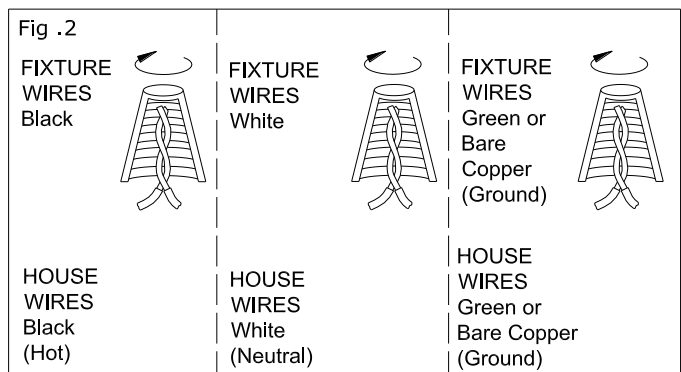 Fig .2
FIXTURE
WIRES
Black
HOUSE
WIRES
Black
(Hot)
FIXTURE
WIRES
White
HOUSE
WIRES
White
(Neutral)
FIXTURE
WIRES
Green or
Bare
Copper
(Ground)
HOUSE
WIRES
Green or
Bare Copper
(Ground)